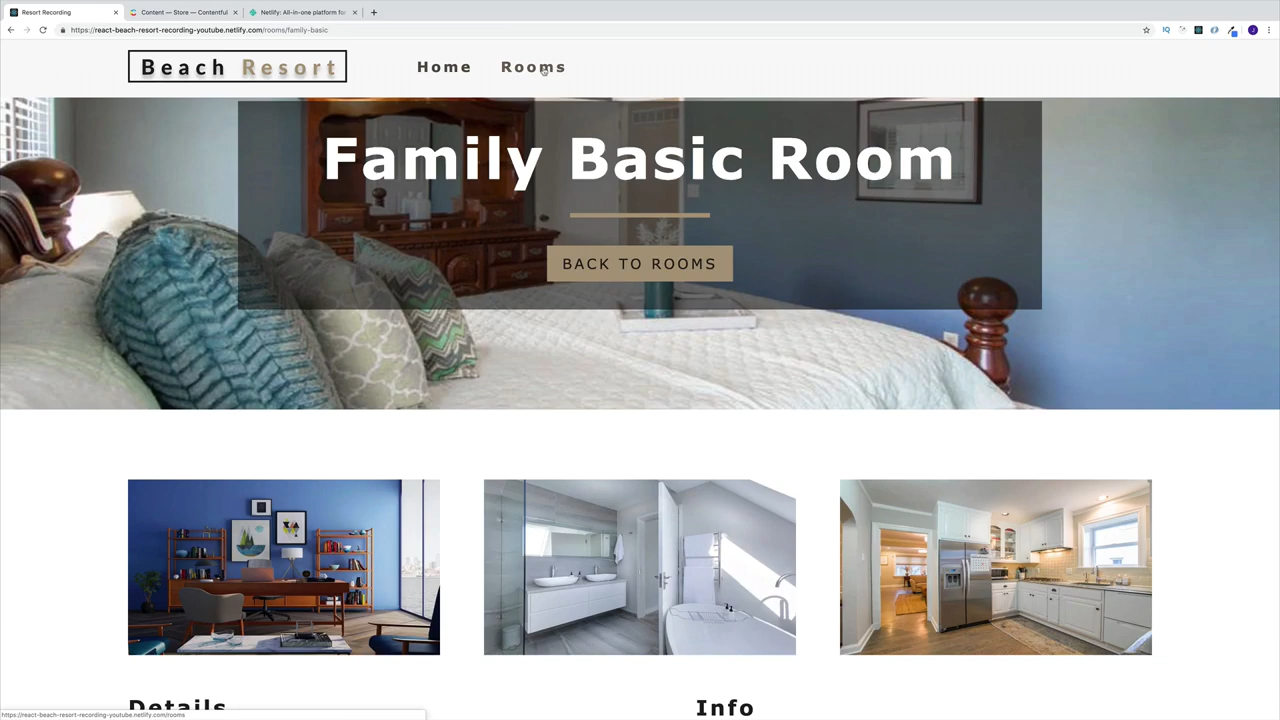 Resort Recording
Content — Store — Contentful
Netlify: All-in-one platform for
https://react-beach-resort-recording-youtube.netlify.com/rooms/family-basic
IQ
J
Beach Resort
Home
Rooms
Family Basic Room
BACK TO ROOMS
Details
Info
https://react-beach-resort-recording-youtube.netlify.com/rooms